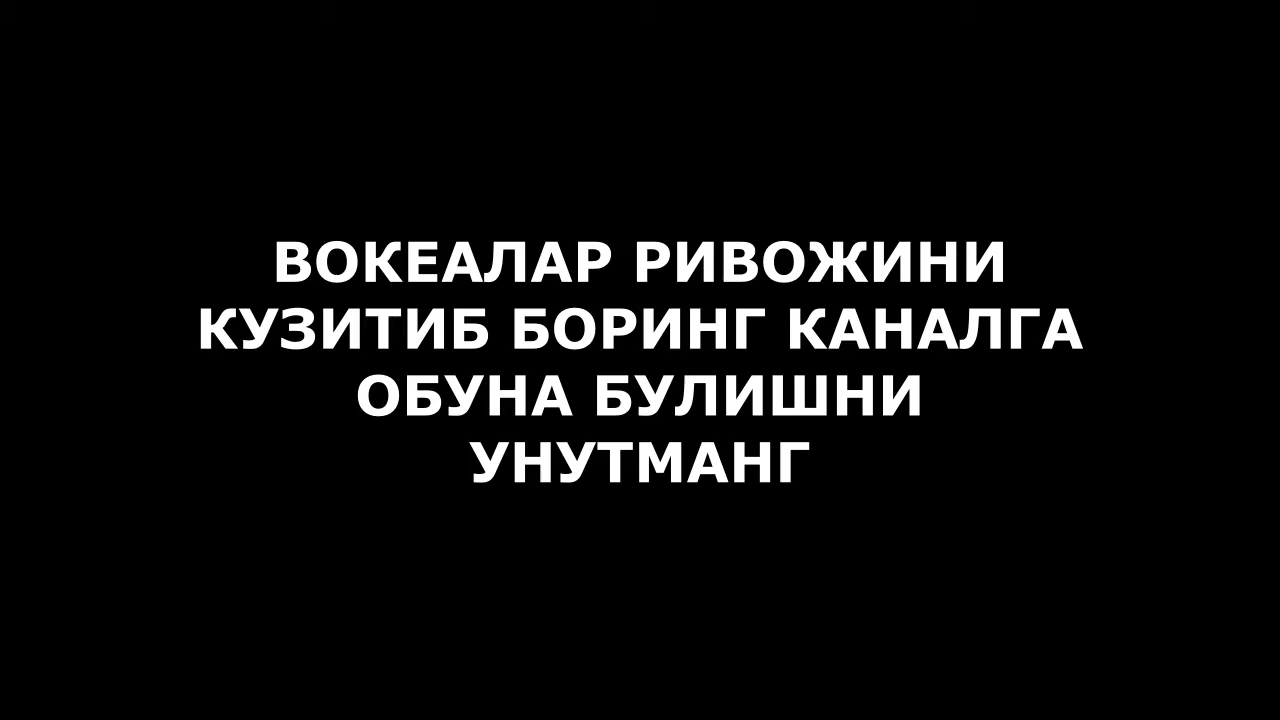 ВОКЕАЛАР РИВОЖИНИ
КУЗИТИБ БОРИНГ КАНАЛГА
ОБУНА БУЛИШНИ
УНУТМАНГ